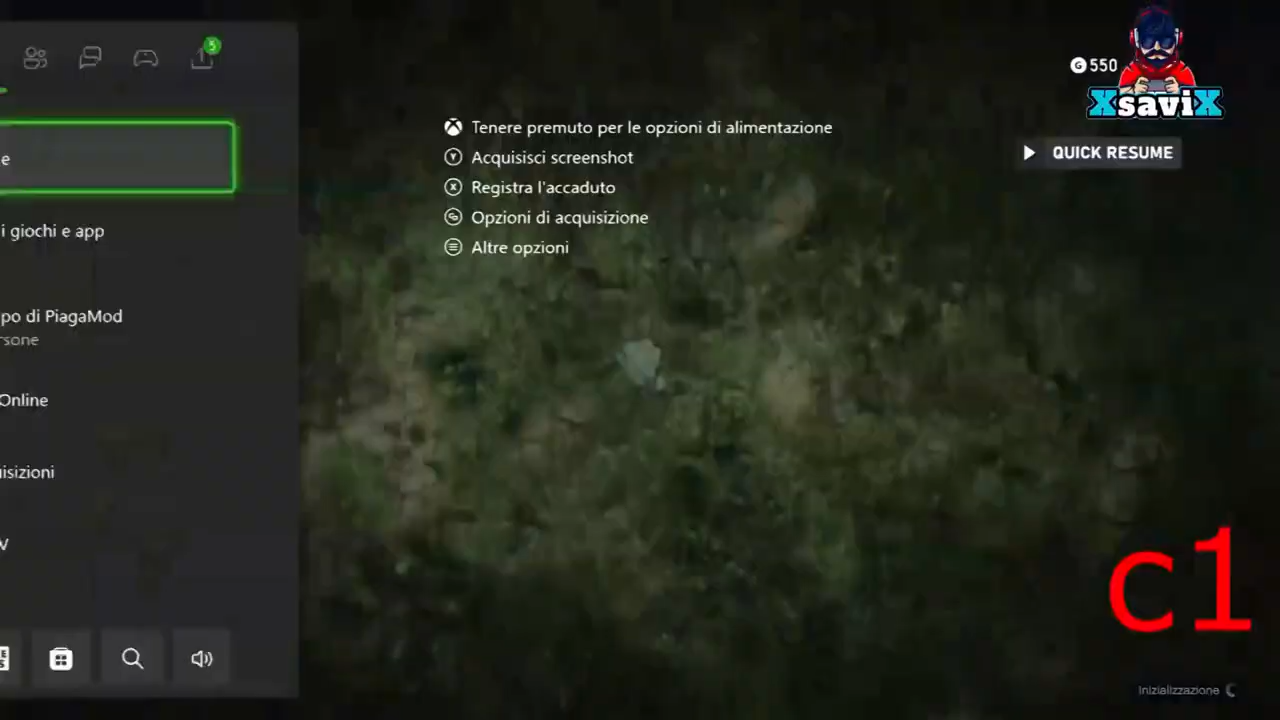 5
550
XsaviX
e
Tenere premuto per le opzioni di alimentazione
Acquisisci screenshot
Registra l'accaduto
Opzioni di acquisizione
Altre opzioni
QUICK RESUME
i giochi e app
po di PiagaMod
rsone
Online
isizioni
V
c1
Inizializzazione